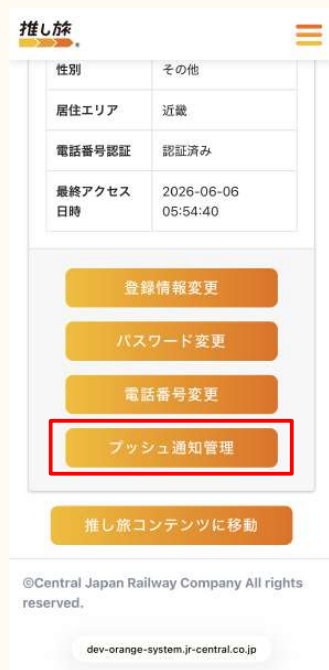 推し旅
性別 その他
居住エリア 近畿
電話番号認証 認証済み
最終アクセス日時 2026-06-06 05:54:40
登録情報変更
パスワード変更
電話番号変更
プッシュ通知管理
推し旅コンテンツに移動
©Central Japan Railway Company All rights
reserved.
dev-orange-system.jr-central.co.jp